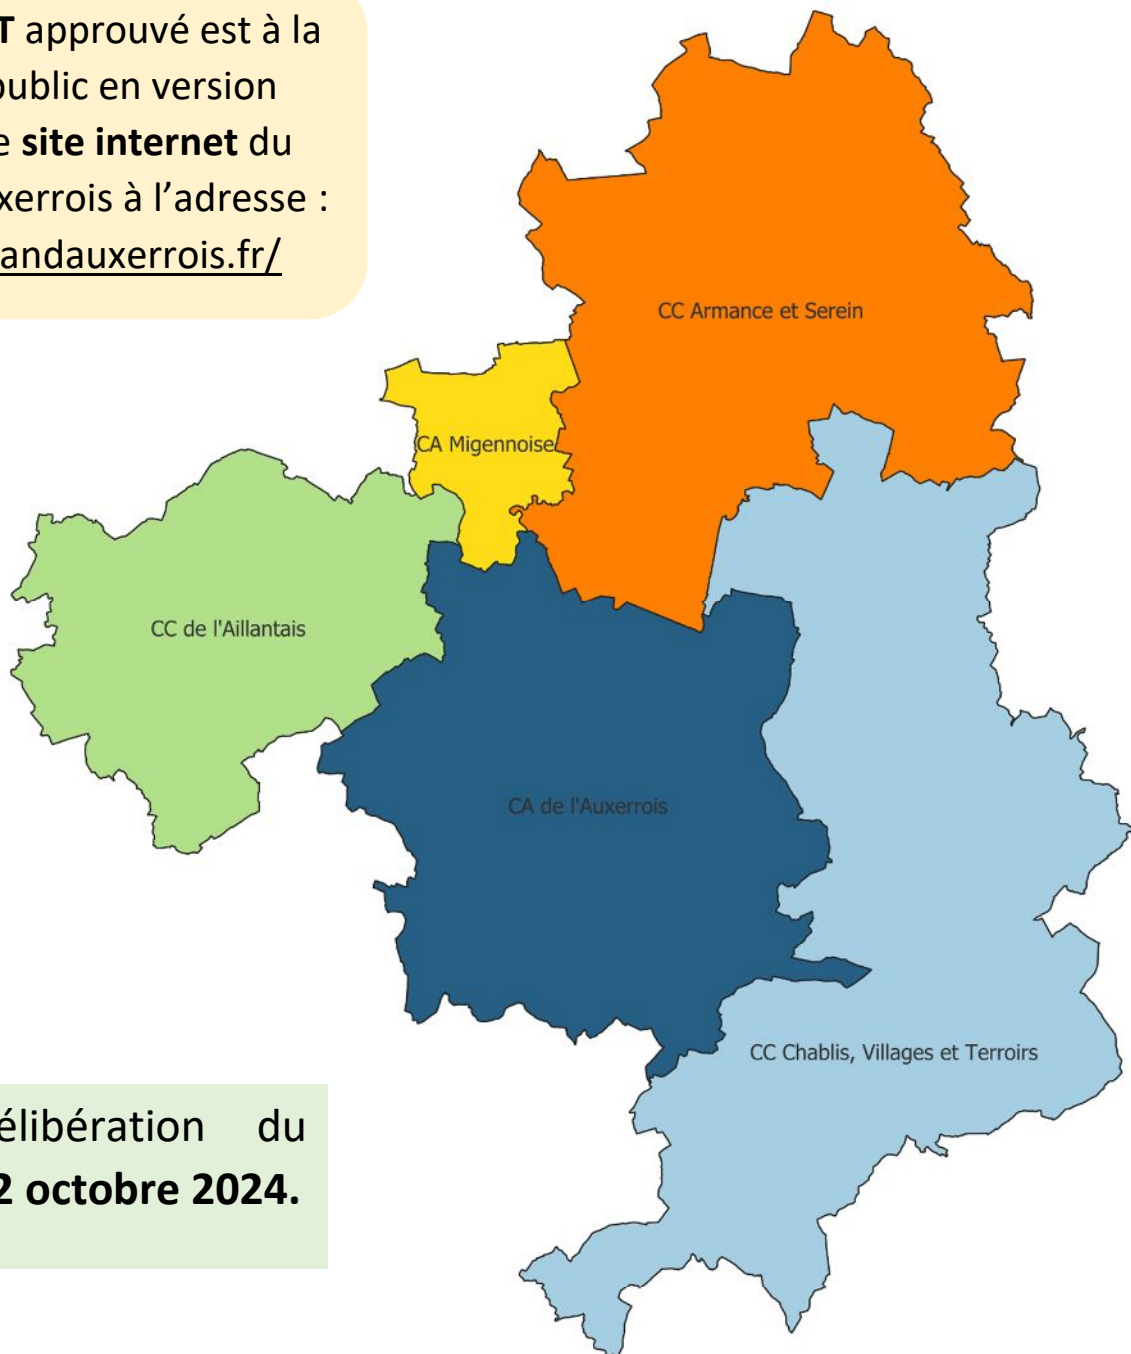 T approuvé est à la
public en version
e site internet du
xerrois à l’adresse :
andauxerrois.fr/
CC Armance et Serein
CA Migennoise
CC de l'Aillantais
CA de l'Auxerrois
CC Chablis, Villages et Terroirs
élibération du
2 octobre 2024.